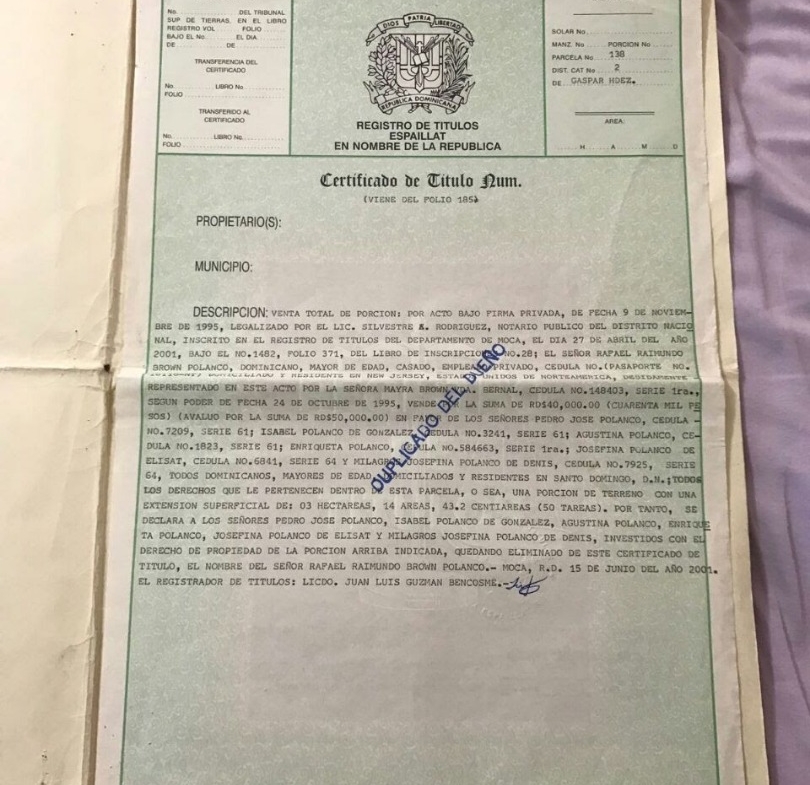 No. DEL TRIBUNAL
SUP DE TIERRAS, EN EL LIBRO
REGISTRO VOL FOLIO
BAJO EL No. EL DIA
DE DE
TRANSFERENCIA DEL
CERTIFICADO
No. LIBRO No.
FOLIO
TRANSFERIDO AL
CERTIFICADO
No. LIBRO No.
FOLIO
DIOS PATRIA LIBERTAD
REPUBLICA DOMINICANA
REGISTRO DE TITULOS
ESPAILLAT
EN NOMBRE DE LA REPUBLICA
SOLAR No.
MANZ. No. PORCION No
PARCELA No. 138
DIST. CAT No 2
DE GASPAR HDEZ.
AREA:
H A M D
Certificado de Titulo Num.
(VIENE DEL FOLIO 185)
PROPIETARIO(S):
MUNICIPIO:
DESCRIPCION: VENTA TOTAL DE PORCION: POR ACTO BAJO FIRMA PRIVADA, DE FECHA 9 DE NOVIEM-
BRE DE 1995, LEGALIZADO POR EL LIC. SILVESTRE A. RODRIGUEZ, NOTARIO PUBLICO DEL DISTRITO NACIO
NAL, INSCRITO EN EL REGISTRO DE TITULOS DEL DEPARTAMENTO DE MOCA, EL DIA 27 DE ABRIL DEL AÑO
2001, BAJO EL NO.1482, FOLIO 371, DEL LIBRO DE INSCRIPCION NO.28; EL SEÑOR RAFAEL RAIMUNDO
BROWN POLANCO, DOMINICANO, MAYOR DE EDAD, CASADO, EMPLEADO PRIVADO, CEDULA NO.(PASAPORTE NO.
DOMICILIADO Y RESIDENTE EN NEW JERSEY, ESTADOS UNIDOS DE NORTEAMERICA, DEBIDAMENTE
REPRESENTADO EN ESTE ACTO POR LA SEÑORA MAYRA BROWN VDA. BERNAL, CEDULA NO.148403, SERIE 1ra.,
SEGUN PODER DE FECHA 24 DE OCTUBRE DE 1995, VENDE POR LA SUMA DE RD$40,000.00 (CUARENTA MIL PE
SOS) (AVALUO POR LA SUMA DE RD$50,000.00) EN FAVOR DE LOS SEÑORES PEDRO JOSE POLANCO, CEDULA -
NO.7209, SERIE 61; ISABEL POLANCO DE GONZALEZ, CEDULA NO.3241, SERIE 61; AGUSTINA POLANCO, CE-
DULA NO.1823, SERIE 61; ENRIQUETA POLANCO, CEDULA NO.584663, SERIE 1ra.; JOSEFINA POLANCO DE
ELISAT, CEDULA NO.6841, SERIE 64 Y MILAGROS JOSEFINA POLANCO DE DENIS, CEDULA NO.7925, SERIE
64, TODOS DOMINICANOS, MAYORES DE EDAD, DOMICILIADOS Y RESIDENTES EN SANTO DOMINGO, D.N.;TODOS
LOS DERECHOS QUE LE PERTENECEN DENTRO DE ESTA PARCELA, O SEA, UNA PORCION DE TERRENO CON UNA
EXTENSION SUPERFICIAL DE: 03 HECTAREAS, 14 AREAS, 43.2 CENTIAREAS (50 TAREAS). POR TANTO, SE
DECLARA A LOS SEÑORES PEDRO JOSE POLANCO, ISABEL POLANCO DE GONZALEZ, AGUSTINA POLANCO, ENRIQUE
TA POLANCO, JOSEFINA POLANCO DE ELISAT Y MILAGROS JOSEFINA POLANCO DE DENIS, INVESTIDOS CON EL
DERECHO DE PROPIEDAD DE LA PORCION ARRIBA INDICADA, QUEDANDO ELIMINADO DE ESTE CERTIFICADO DE
TITULO, EL NOMBRE DEL SEÑOR RAFAEL RAIMUNDO BROWN POLANCO.- MOCA, R.D. 15 DE JUNIO DEL AÑO 2001.
EL REGISTRADOR DE TITULOS: LICDO. JUAN LUIS GUZMAN BENCOSME.-
DUPLICADO DEL DUEÑO